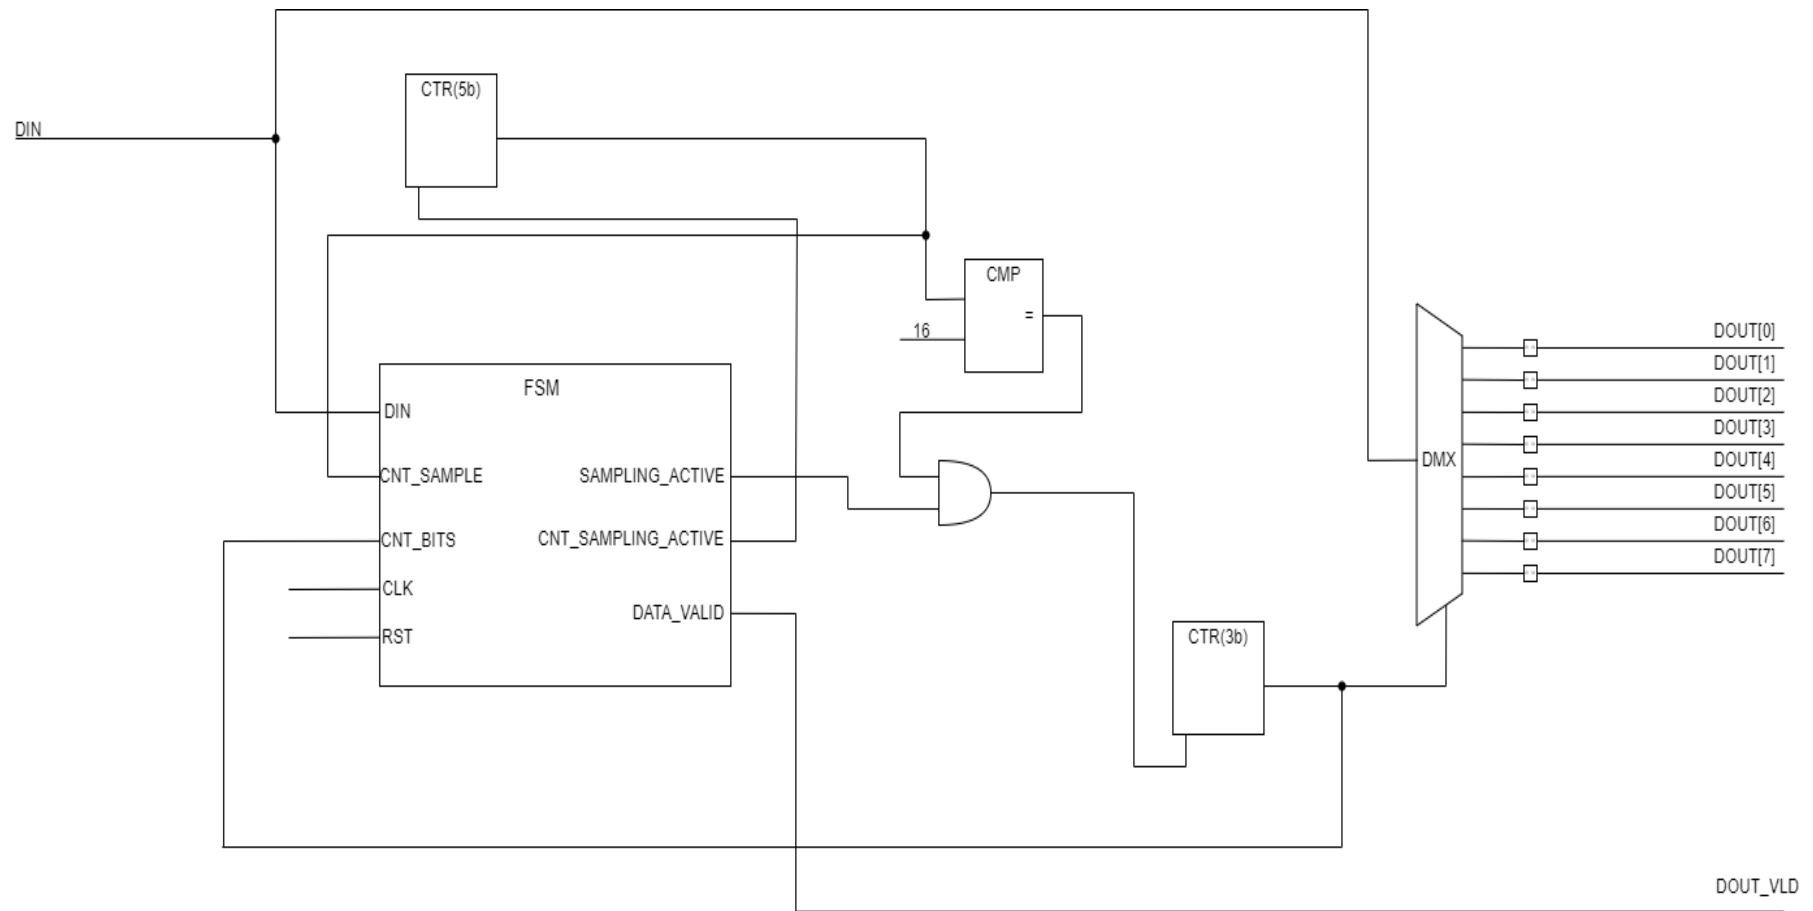 CTR(5b)
DIN
CMP
=
16
FSM
DIN
CNT_SAMPLE
SAMPLING_ACTIVE
CNT_BITS
CNT_SAMPLING_ACTIVE
CLK
DATA_VALID
RST
CTR(3b)
DMX
DOUT[0]
DOUT[1]
DOUT[2]
DOUT[3]
DOUT[4]
DOUT[5]
DOUT[6]
DOUT[7]
DOUT_VLD